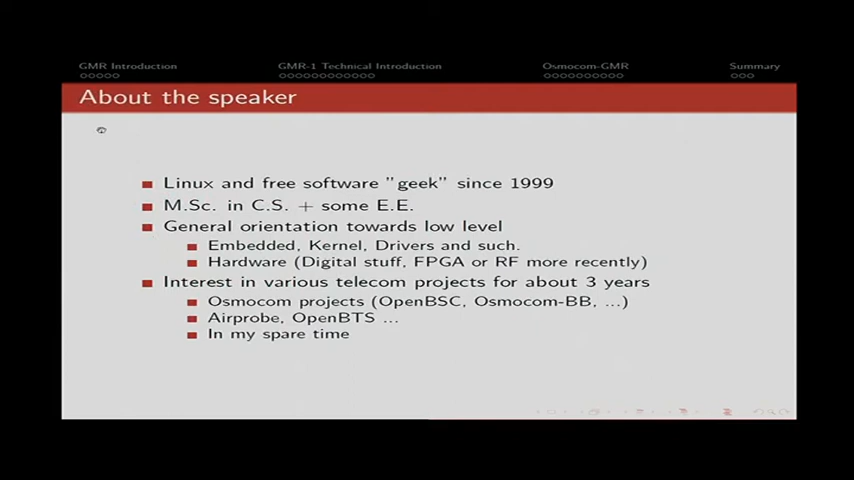 GMR Introduction GMR-1 Technical Introduction Osmocom-GMR Summary
About the speaker
Linux and free software "geek" since 1999
M.Sc. in C.S. + some E.E.
General orientation towards low level
Embedded, Kernel, Drivers and such.
Hardware (Digital stuff, FPGA or RF more recently)
Interest in various telecom projects for about 3 years
Osmocom projects (OpenBSC, Osmocom-BB, ...)
Airprobe, OpenBTS ...
In my spare time